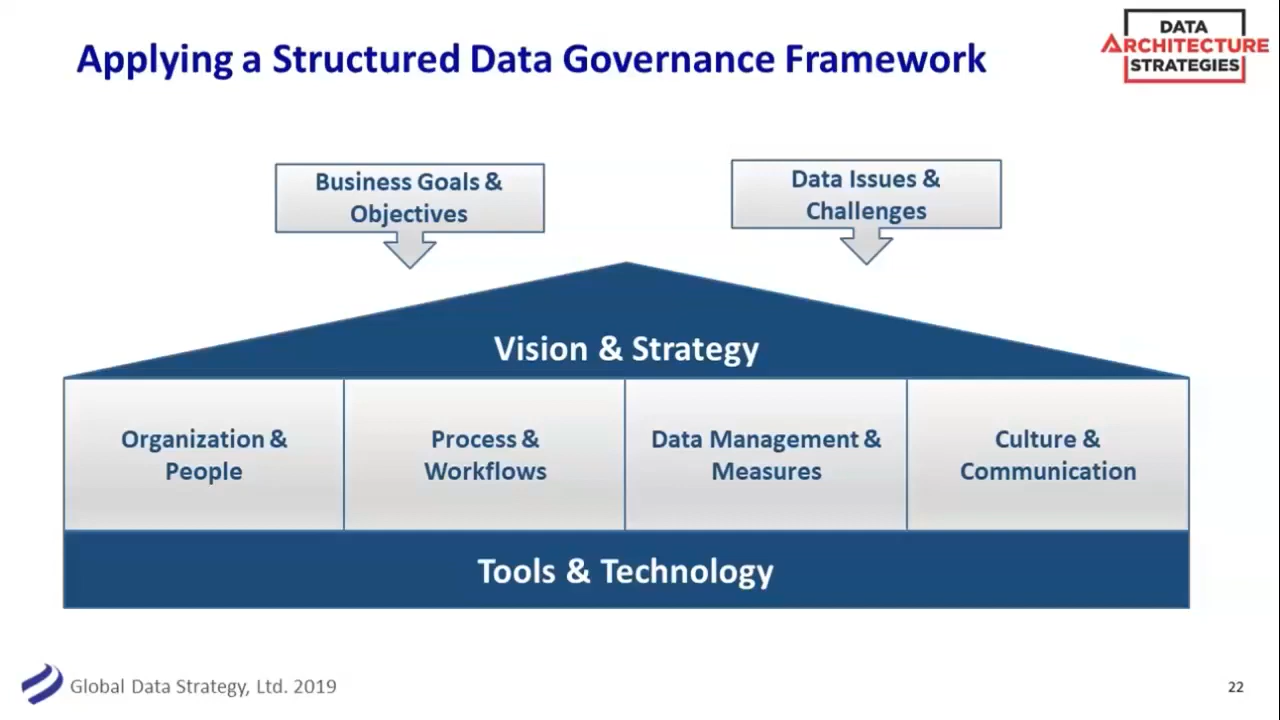 Applying a Structured Data Governance Framework
DATA
ARCHITECTURE
STRATEGIES
Business Goals &
Objectives
Data Issues &
Challenges
Vision & Strategy
Organization &
People
Process &
Workflows
Data Management &
Measures
Culture &
Communication
Tools & Technology
Global Data Strategy, Ltd. 2019
22